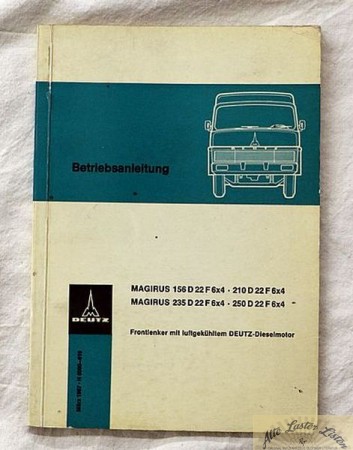 Betriebsanleitung
MAGIRUS 156 D 22 F 6x4 · 210 D 22 F 6x4
MAGIRUS 235 D 22 F 6x4 · 250 D 22 F 6x4
DEUTZ
Frontlenker mit luftgekühltem DEUTZ-Dieselmotor
Alte Laster Listen